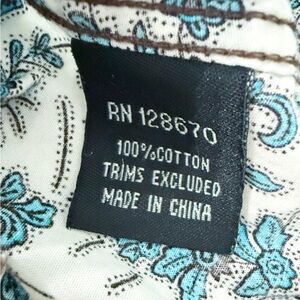 RN 128670
100%COTTON
TRIMS EXCLUDED
MADE IN CHINA